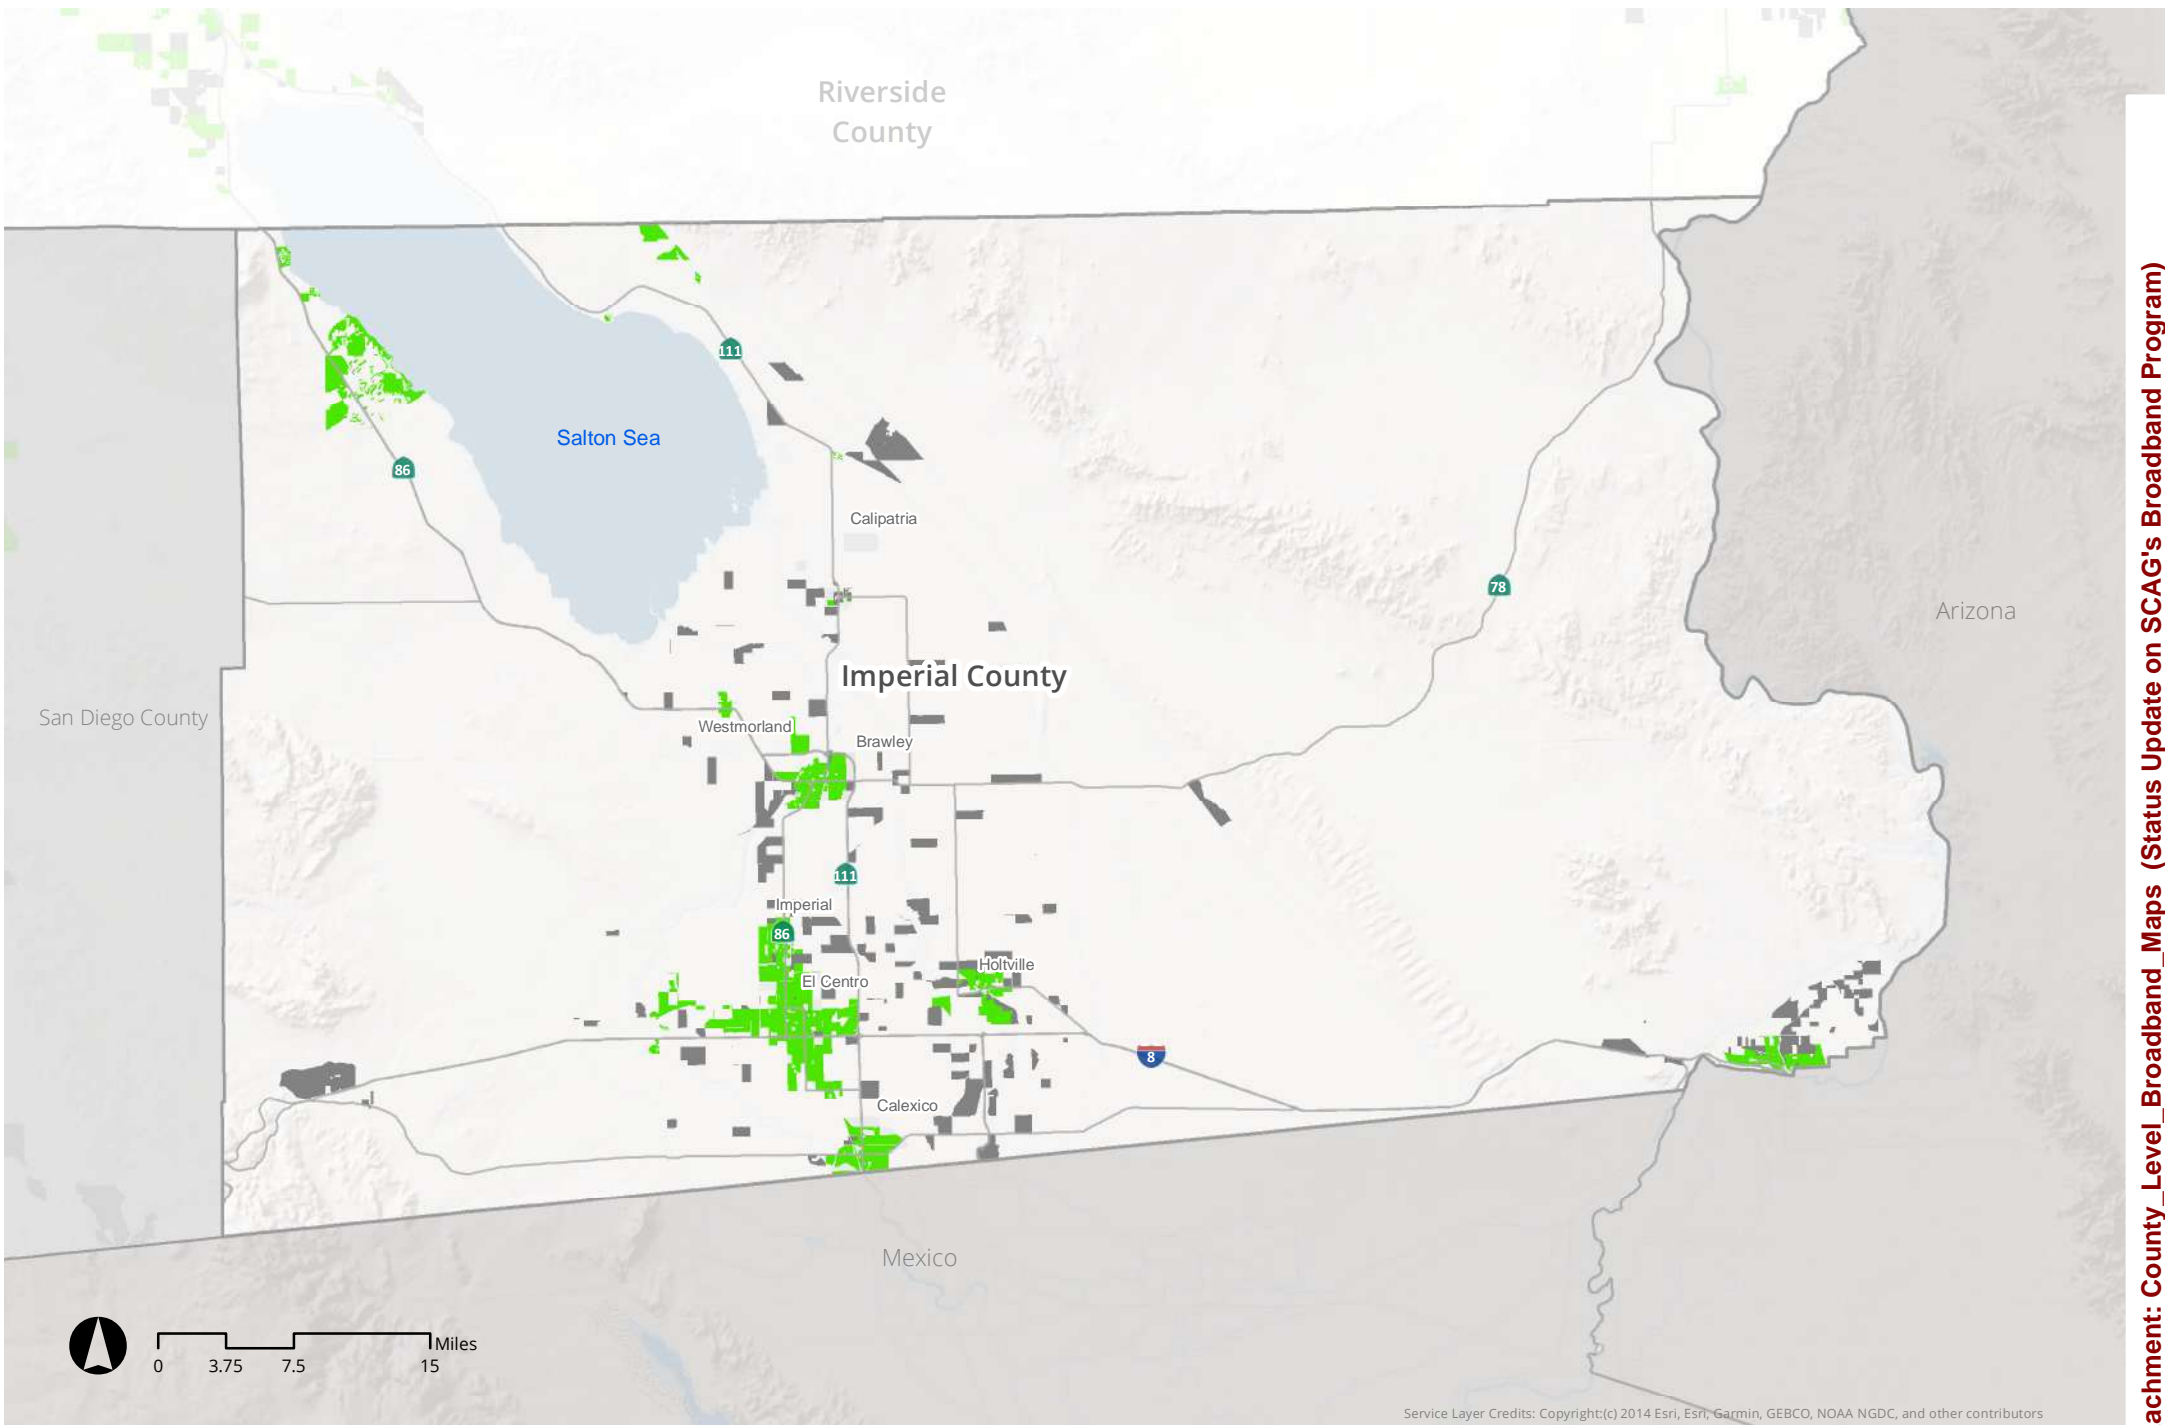 Riverside
County
111
Salton Sea
86
Calipatria
78
Arizona
Imperial County
San Diego County
Westmorland
Brawley
111
Imperial
86
Holtville
El Centro
8
Calexico
Mexico
Miles
0 3.75 7.5 15
Service Layer Credits: Copyright:(c) 2014 Esri, Esri, Garmin, GEBCO, NOAA NGDC, and other contributors
achment: County_Level_Broadband_Maps (Status Update on SCAG's Broadband Program)